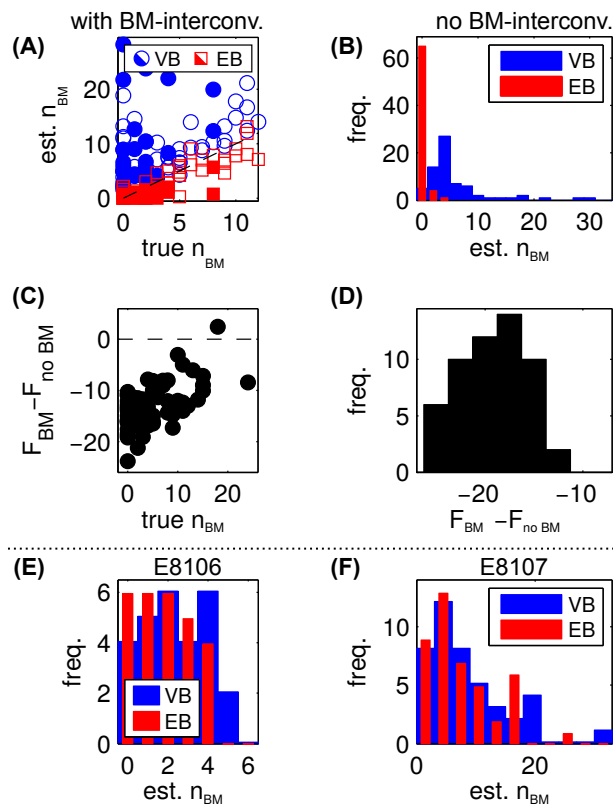 with BM-interconv.
no BM-interconv.
(A)
VB EB
20
10
0
est. n_BM
0 5 10
true n_BM
(B)
VB
EB
60
40
20
0
freq.
0 10 20 30
est. n_BM
(C)
0
−10
−20
F_BM−F_no BM
0 10 20
true n_BM
(D)
10
5
0
freq.
−20 −10
F_BM −F_no BM
(E)
E8106
6
4
2
0
freq.
VB
EB
0 2 4 6
est. n_BM
(F)
E8107
VB
EB
10
5
0
freq.
0 20
est. n_BM